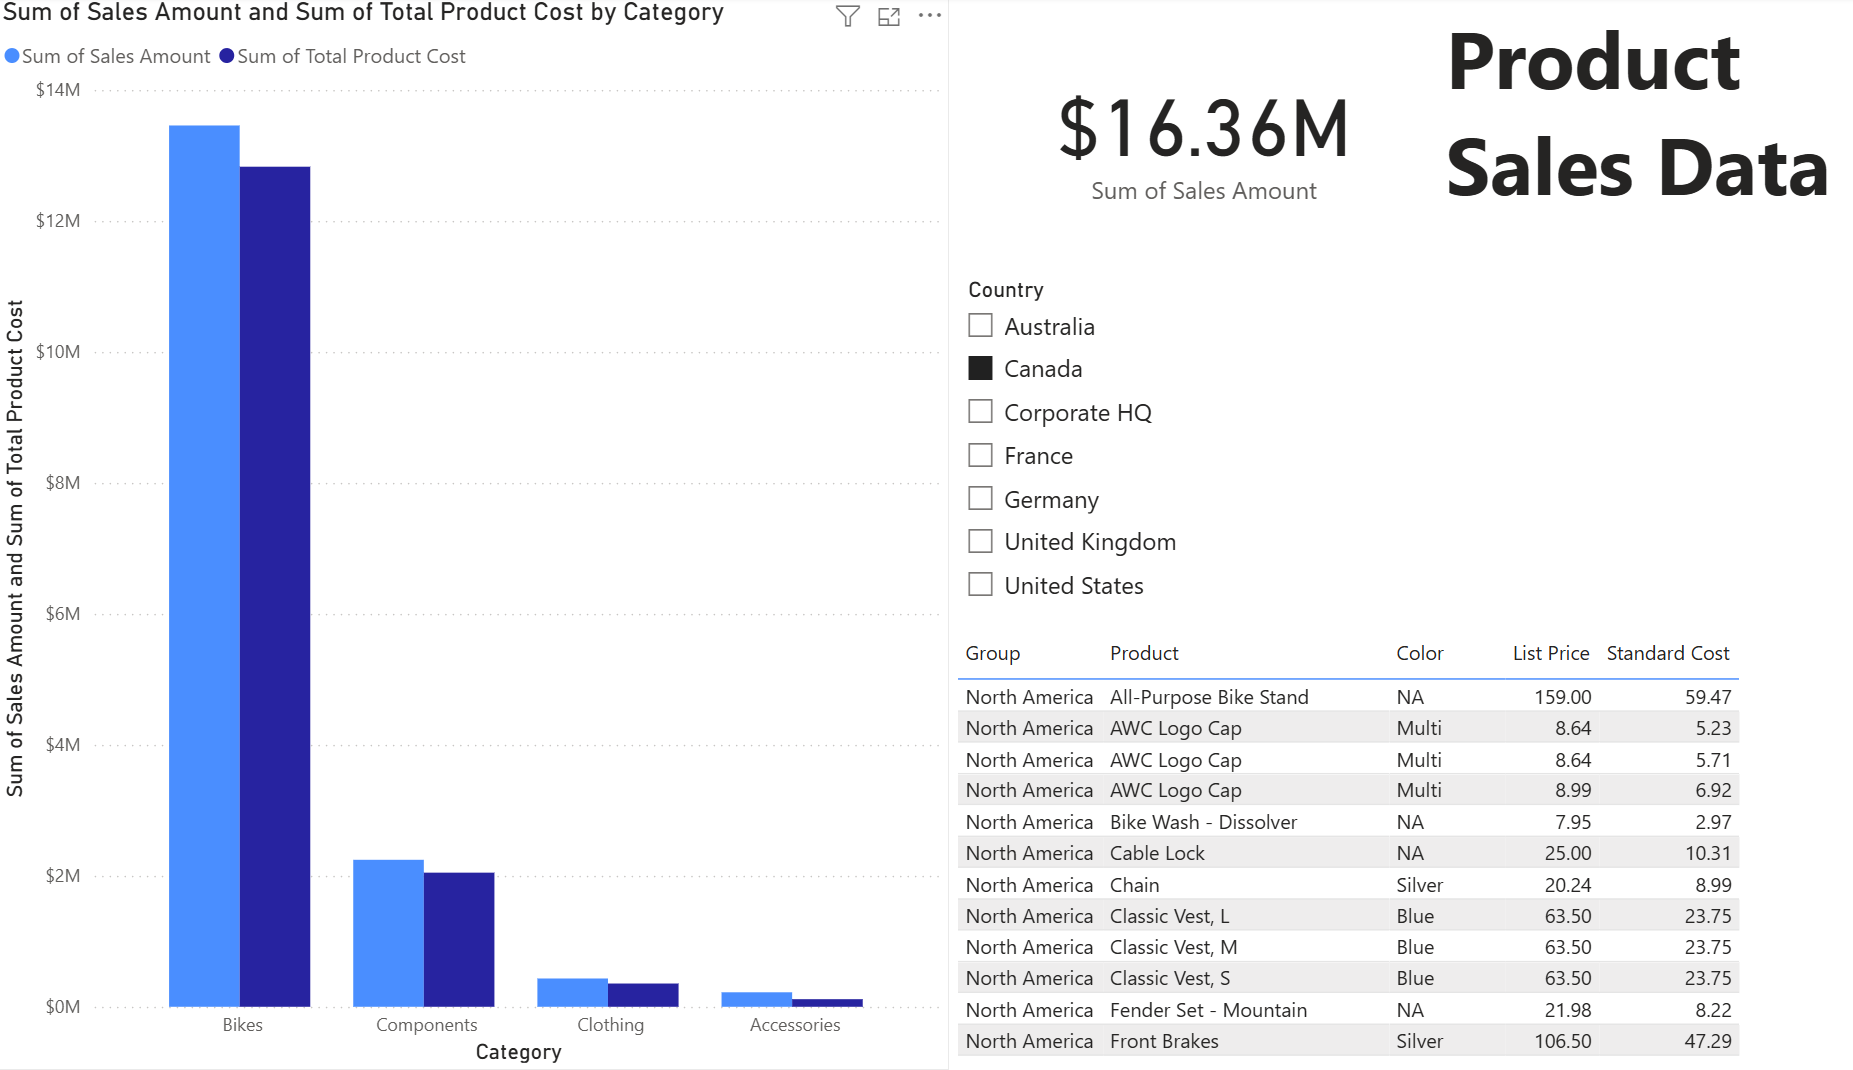 Sum of Sales Amount and Sum of Total Product Cost by Category
Sum of Sales Amount Sum of Total Product Cost
Sum of Sales Amount and Sum of Total Product Cost
$14M
$12M
$10M
$8M
$6M
$4M
$2M
$0M
Bikes Components Clothing Accessories
Category
$16.36M
Sum of Sales Amount
Product
Sales Data
Country
Australia
Canada
Corporate HQ
France
Germany
United Kingdom
United States
Group Product Color List Price Standard Cost
North America All-Purpose Bike Stand NA 159.00 59.47
North America AWC Logo Cap Multi 8.64 5.23
North America AWC Logo Cap Multi 8.64 5.71
North America AWC Logo Cap Multi 8.99 6.92
North America Bike Wash - Dissolver NA 7.95 2.97
North America Cable Lock NA 25.00 10.31
North America Chain Silver 20.24 8.99
North America Classic Vest, L Blue 63.50 23.75
North America Classic Vest, M Blue 63.50 23.75
North America Classic Vest, S Blue 63.50 23.75
North America Fender Set - Mountain NA 21.98 8.22
North America Front Brakes Silver 106.50 47.29